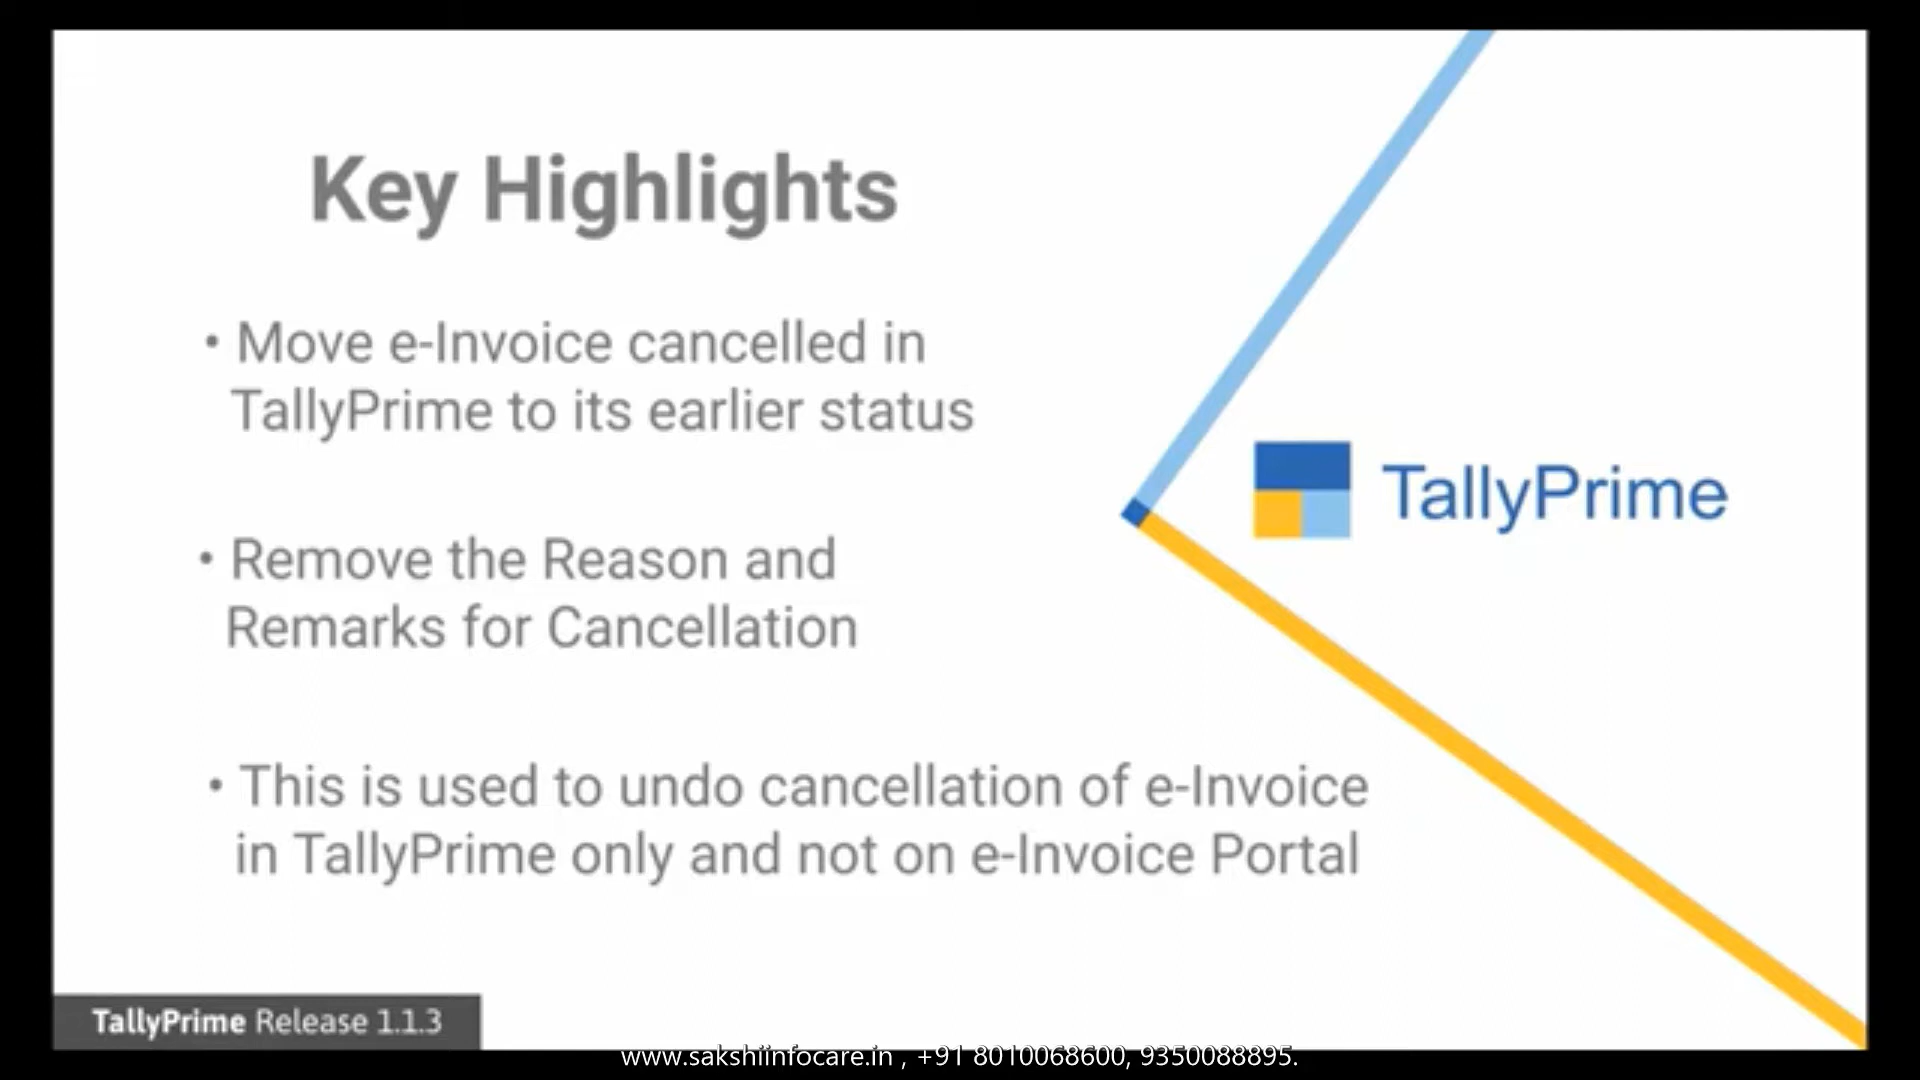 Key Highlights
• Move e-Invoice cancelled in
TallyPrime to its earlier status
• Remove the Reason and
Remarks for Cancellation
• This is used to undo cancellation of e-Invoice
in TallyPrime only and not on e-Invoice Portal
TallyPrime
TallyPrime Release 1.1.3
www.sakshiinfocare.in , +91 8010068600, 9350088895.